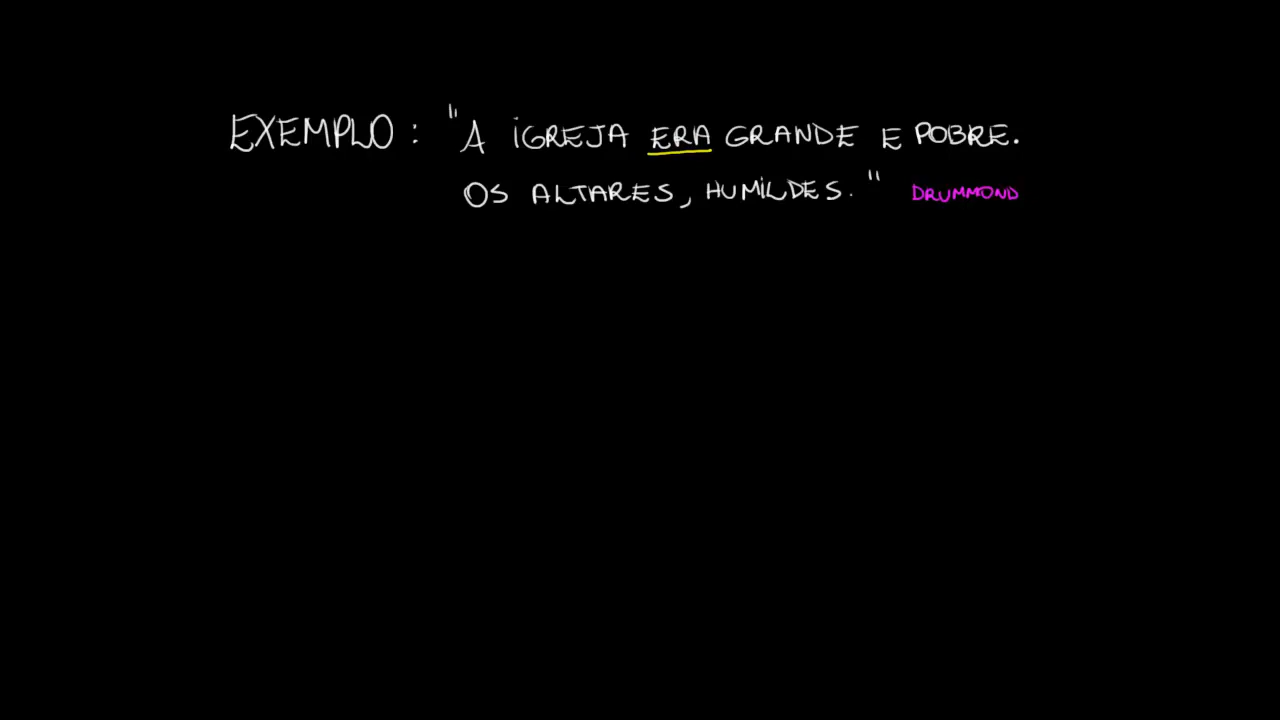 EXEMPLO: "A IGREJA ERA GRANDE E POBRE.
OS ALTARES, HUMILDES." DRUMMOND